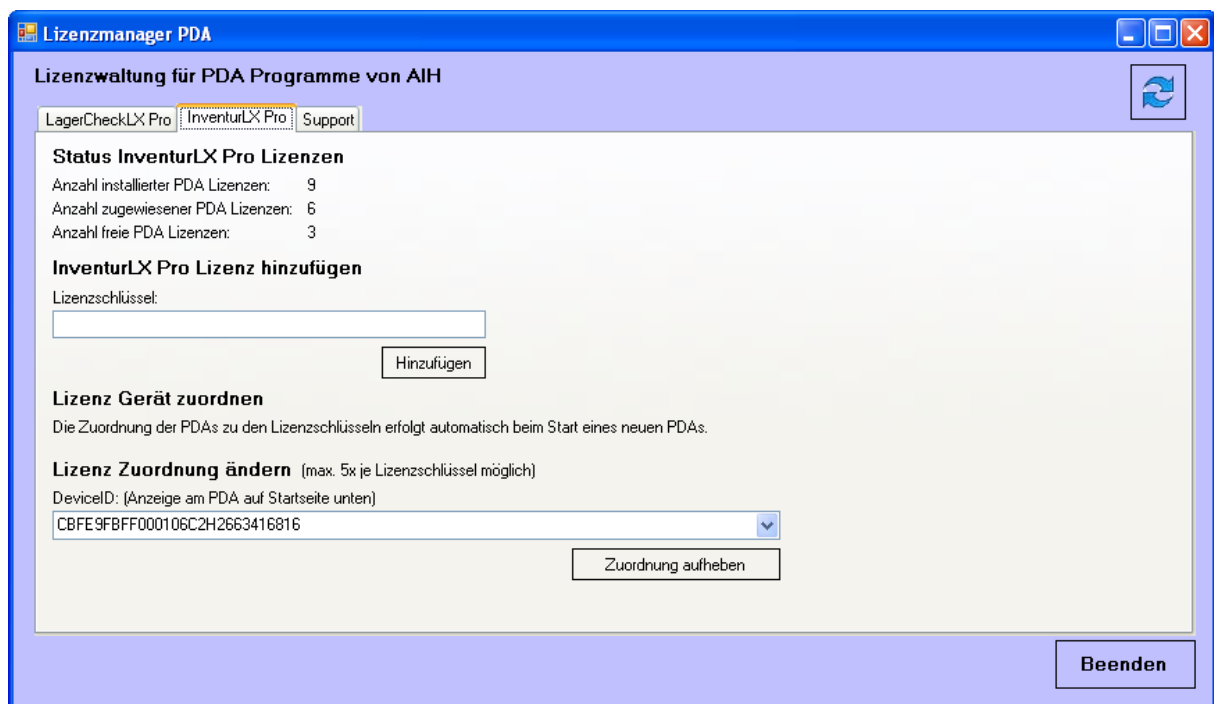 Lizenzmanager PDA
Lizenzwaltung für PDA Programme von AIH
LagerCheckLX Pro InventurLX Pro Support
Status InventurLX Pro Lizenzen
Anzahl installierter PDA Lizenzen: 9
Anzahl zugewiesener PDA Lizenzen: 6
Anzahl freie PDA Lizenzen: 3
InventurLX Pro Lizenz hinzufügen
Lizenzschlüssel:
Hinzufügen
Lizenz Gerät zuordnen
Die Zuordnung der PDAs zu den Lizenzschlüsseln erfolgt automatisch beim Start eines neuen PDAs.
Lizenz Zuordnung ändern (max. 5x je Lizenzschlüssel möglich)
DeviceID: (Anzeige am PDA auf Startseite unten)
CBFE9FBFF000106C2H2663416816
Zuordnung aufheben
Beenden